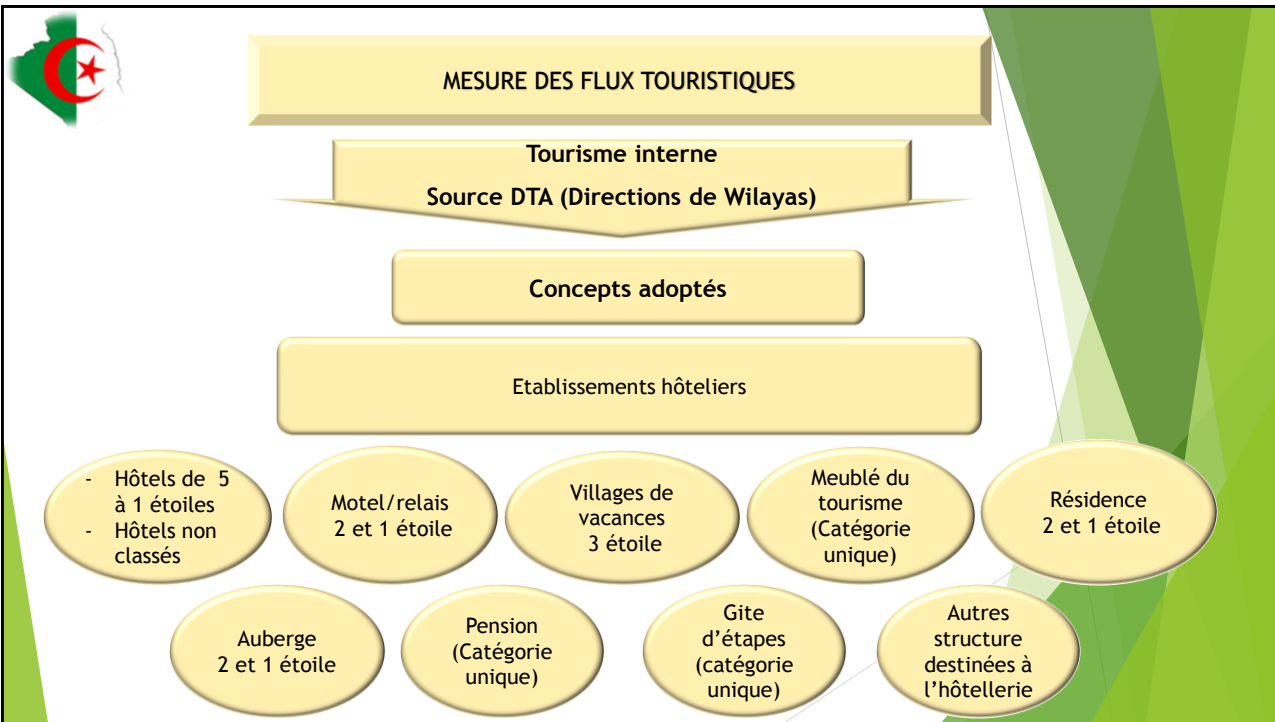 MESURE DES FLUX TOURISTIQUES
Tourisme interne
Source DTA (Directions de Wilayas)
Concepts adoptés
Etablissements hôteliers
- Hôtels de 5
à 1 étoiles
- Hôtels non
classés
Motel/relais
2 et 1 étoile
Villages de
vacances
3 étoile
Meublé du
tourisme
(Catégorie
unique)
Résidence
2 et 1 étoile
Auberge
2 et 1 étoile
Pension
(Catégorie
unique)
Gite
d’étapes
(catégorie
unique)
Autres
structure
destinées à
l’hôtellerie